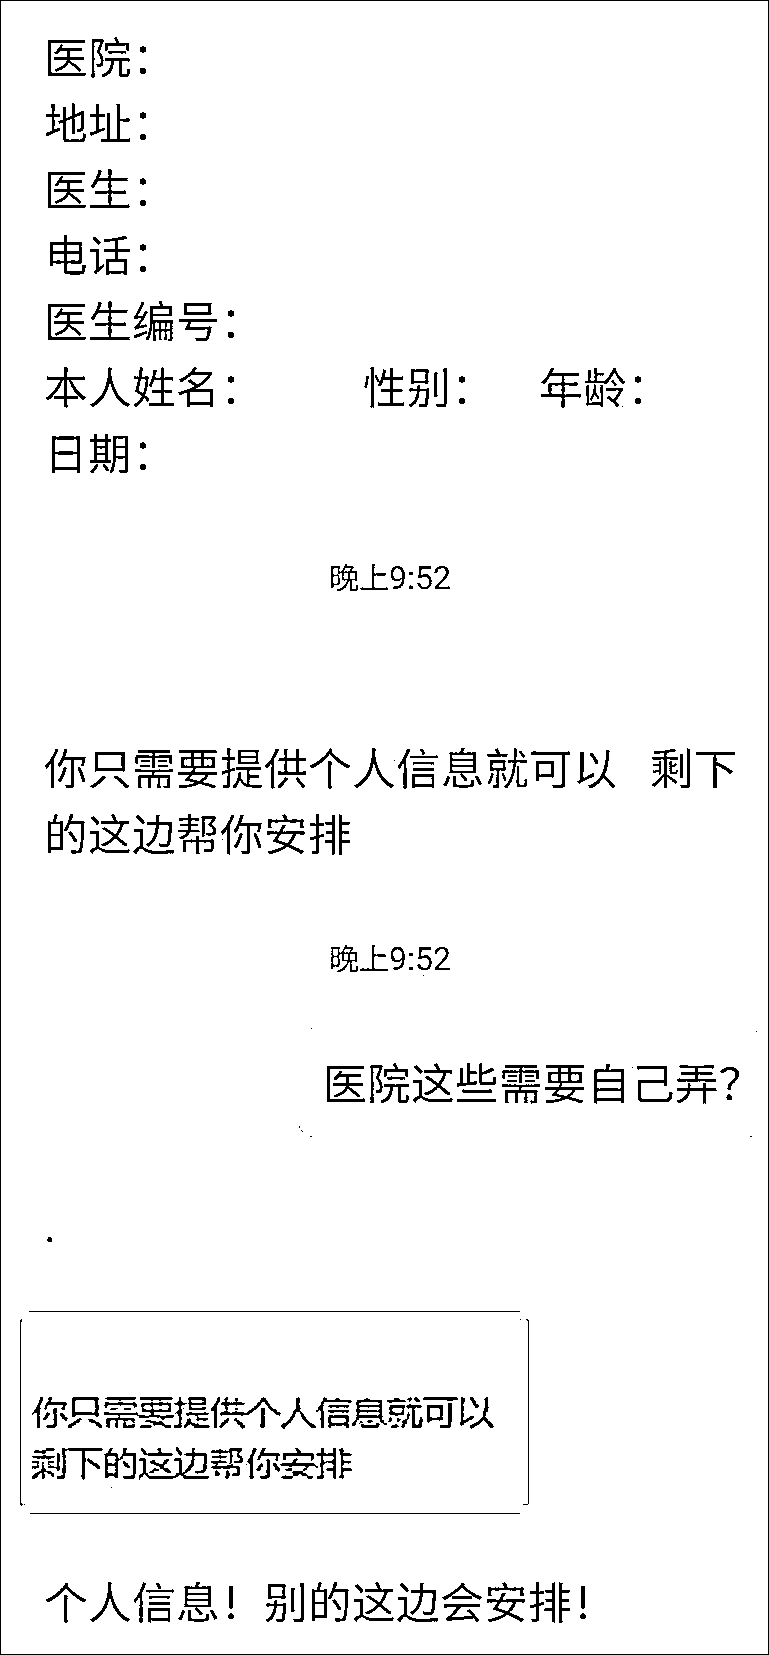 医院：
地址：
医生：
电话：
医生编号：
本人姓名： 性别： 年龄：
日期：
晚上9:52
你只需要提供个人信息就可以 剩下
的这边帮你安排
晚上9:52
医院这些需要自己弄？
.
你只需要提供个人信息就可以
剩下的这边帮你安排
个人信息！别的这边会安排！